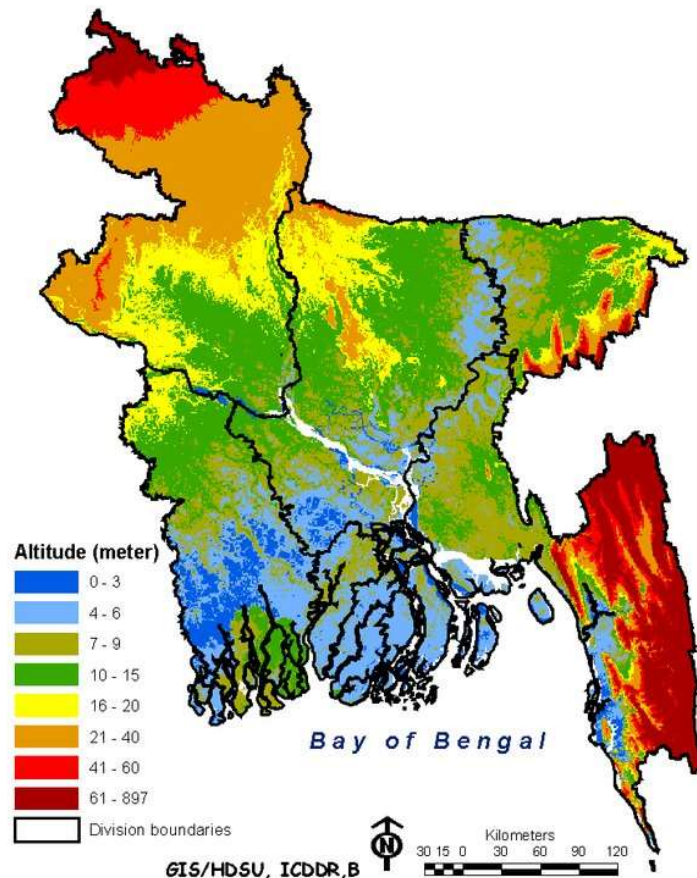 Altitude (meter)
0 - 3
4 - 6
7 - 9
10 - 15
16 - 20
21 - 40
41 - 60
61 - 897
Division boundaries
Bay of Bengal
N
Kilometers
30 15 0 30 60 90 120
GIS/HDSU, ICDDR,B